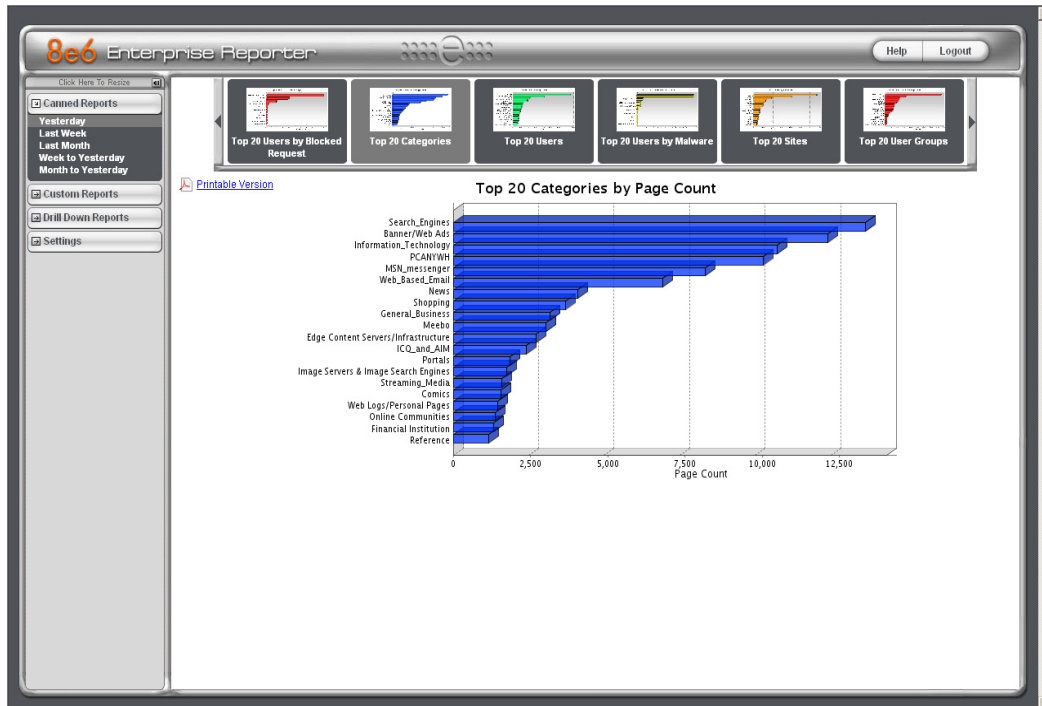 8e6 Enterprise Reporter
Help
Logout
Click Here To Resize
Canned Reports
Yesterday
Last Week
Last Month
Week to Yesterday
Month to Yesterday
Custom Reports
Drill Down Reports
Settings
Top 20 Users by Blocked
Request
Top 20 Categories
Top 20 Users
Top 20 Users by Malware
Top 20 Sites
Top 20 User Groups
Printable Version
Top 20 Categories by Page Count
Search_Engines
Banner/Web Ads
Information_Technology
PCANYWH
MSN_messenger
Web_Based_Email
News
Shopping
General_Business
Meebo
Edge Content Servers/Infrastructure
ICQ_and_AIM
Portals
Image Servers & Image Search Engines
Streaming_Media
Comics
Web Logs/Personal Pages
Online Communities
Financial Institution
Reference
0 2,500 5,000 7,500 10,000 12,500
Page Count